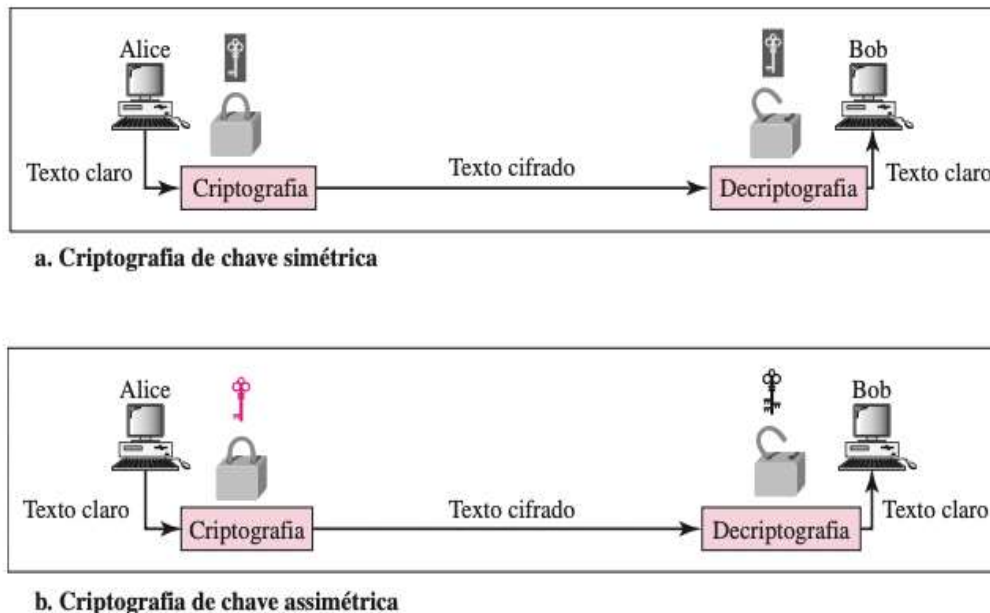 Alice
Bob
Texto claro
Criptografia
Texto cifrado
Decriptografia
Texto claro
a. Criptografia de chave simétrica
Alice
Bob
Texto claro
Criptografia
Texto cifrado
Decriptografia
Texto claro
b. Criptografia de chave assimétrica